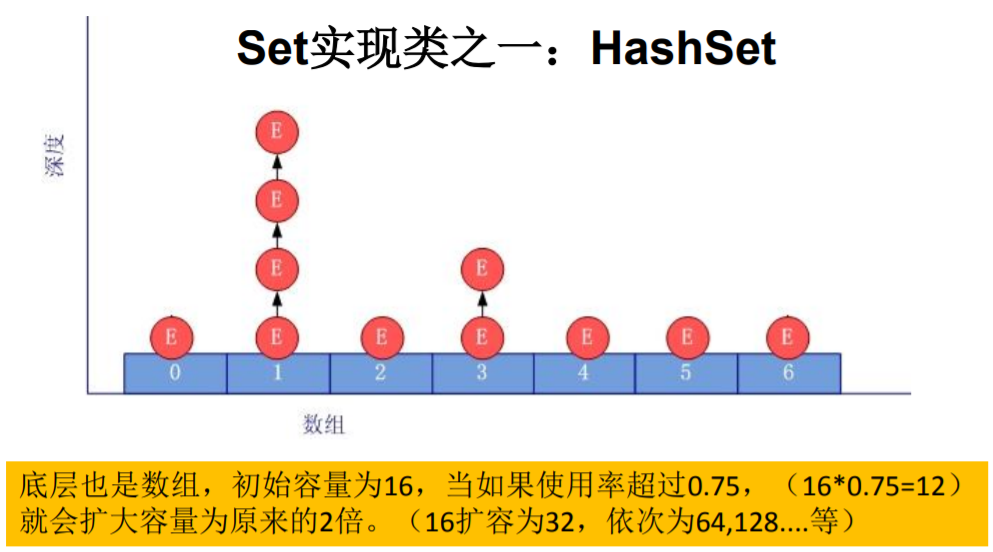 Set实现类之一：HashSet
深度
E
E
E
E
E
E
E
E
E
E
E
0 1 2 3 4 5 6
数组
底层也是数组，初始容量为16，当如果使用率超过0.75，（16*0.75=12）
就会扩大容量为原来的2倍。（16扩容为32，依次为64,128....等）